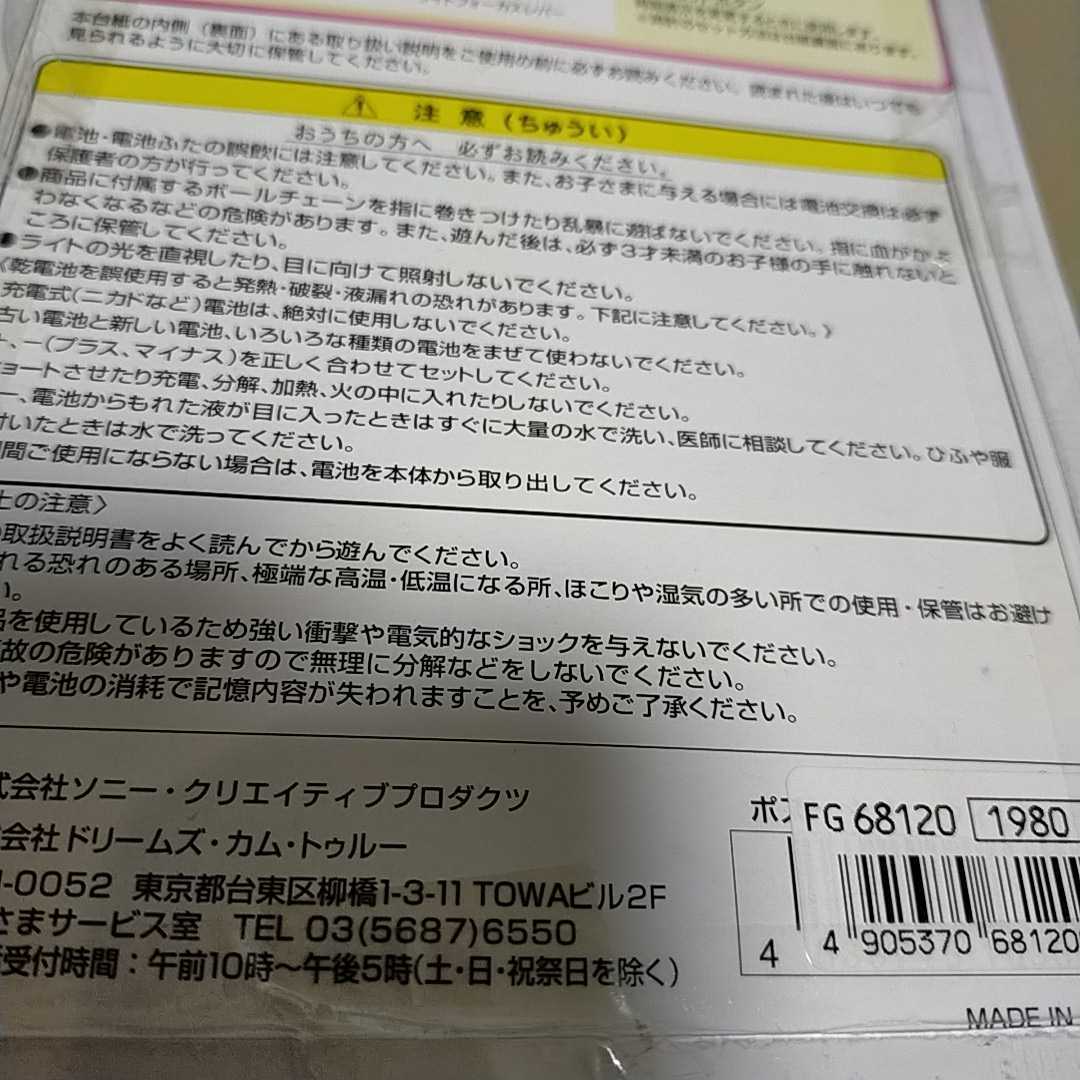 本台紙の内側(裏面)にある取り扱い説明をご使用の前に必ずお読みください。読まれた後はいつでも
見られるように大切に保管してください。
注意(ちゅうい)
おうちの方へ 必ずお読みください。
●電池・電池ふたの誤飲には注意してください。また、お子さまに与える場合には電池交換は必ず
保護者の方が行ってください。
●商品に付属するボールチェーンを指に巻きつけたり乱暴に遊ばないでください。指に血がかよ
わなくなるなどの危険があります。また、遊んだ後は、必ず3才未満のお子様の手に触れないと
ころに保管してください。
●ライトの光を直視したり、目に向けて照射しないでください。
〈乾電池を誤使用すると発熱・破裂・液漏れの恐れがあります。下記に注意してください。〉
充電式(ニカドなど)電池は、絶対に使用しないでください。
古い電池と新しい電池、いろいろな種類の電池をまぜて使わないでください。
、ー(プラス、マイナス)を正しく合わせてセットしてください。
ョートさせたり充電、分解、加熱、火の中に入れたりしないでください。
一、電池からもれた液が目に入ったときはすぐに大量の水で洗い、医師に相談してください。ひふや服
いたときは水で洗ってください。
間ご使用にならない場合は、電池を本体から取り出してください。
上の注意〉
取扱説明書をよく読んでから遊んでください。
れる恐れのある場所、極端な高温・低温になる所、ほこりや湿気の多い所での使用・保管はお避け
い。
品を使用しているため強い衝撃や電気的なショックを与えないでください。
故の危険がありますので無理に分解などをしないでください。
や電池の消耗で記憶内容が失われますことを、予めご了承ください。
式会社ソニー・クリエイティブプロダクツ
会社ドリームズ・カム・トゥルー
-0052 東京都台東区柳橋1-3-11 TOWAビル2F
さまサービス室 TEL 03(5687)6550
受付時間:午前10時〜午後5時(土・日・祝祭日を除く)
FG 68120 1980
4
4 905370 68120
MADE IN